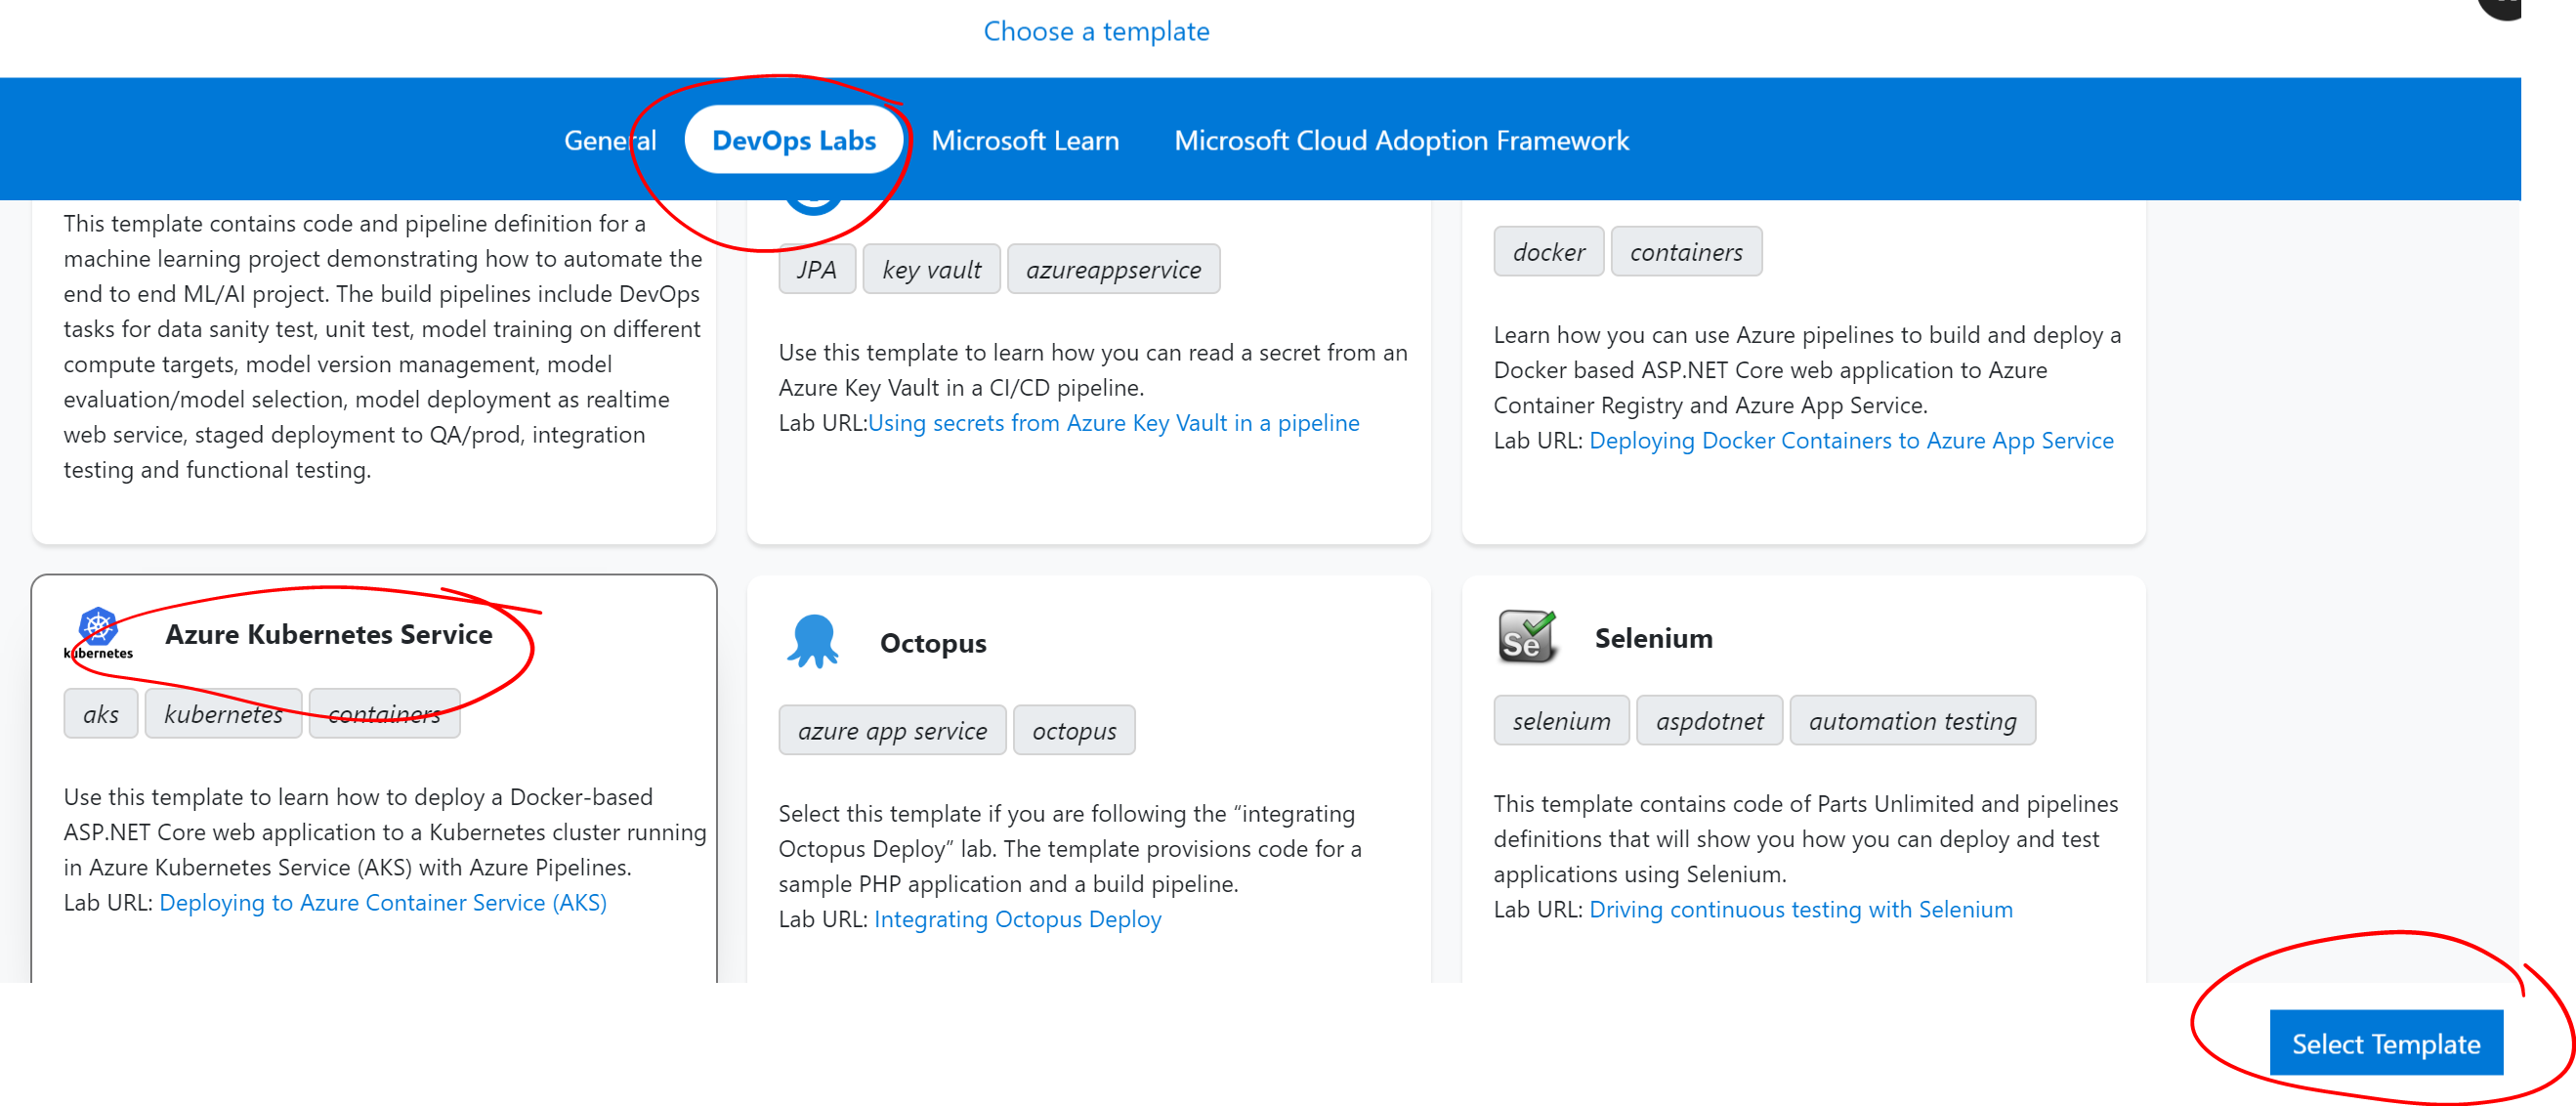 Choose a template
General
DevOps Labs
Microsoft Learn
Microsoft Cloud Adoption Framework
This template contains code and pipeline definition for a
machine learning project demonstrating how to automate the
end to end ML/AI project. The build pipelines include DevOps
tasks for data sanity test, unit test, model training on different
compute targets, model version management, model
evaluation/model selection, model deployment as realtime
web service, staged deployment to QA/prod, integration
testing and functional testing.
JPA
key vault
azureappservice
Use this template to learn how you can read a secret from an
Azure Key Vault in a CI/CD pipeline.
Lab URL:Using secrets from Azure Key Vault in a pipeline
docker
containers
Learn how you can use Azure pipelines to build and deploy a
Docker based ASP.NET Core web application to Azure
Container Registry and Azure App Service.
Lab URL: Deploying Docker Containers to Azure App Service
kubernetes
Azure Kubernetes Service
aks
kubernetes
containers
Use this template to learn how to deploy a Docker-based
ASP.NET Core web application to a Kubernetes cluster running
in Azure Kubernetes Service (AKS) with Azure Pipelines.
Lab URL: Deploying to Azure Container Service (AKS)
Octopus
azure app service
octopus
Select this template if you are following the “integrating
Octopus Deploy” lab. The template provisions code for a
sample PHP application and a build pipeline.
Lab URL: Integrating Octopus Deploy
Se
Selenium
selenium
aspdotnet
automation testing
This template contains code of Parts Unlimited and pipelines
definitions that will show you how you can deploy and test
applications using Selenium.
Lab URL: Driving continuous testing with Selenium
Select Template